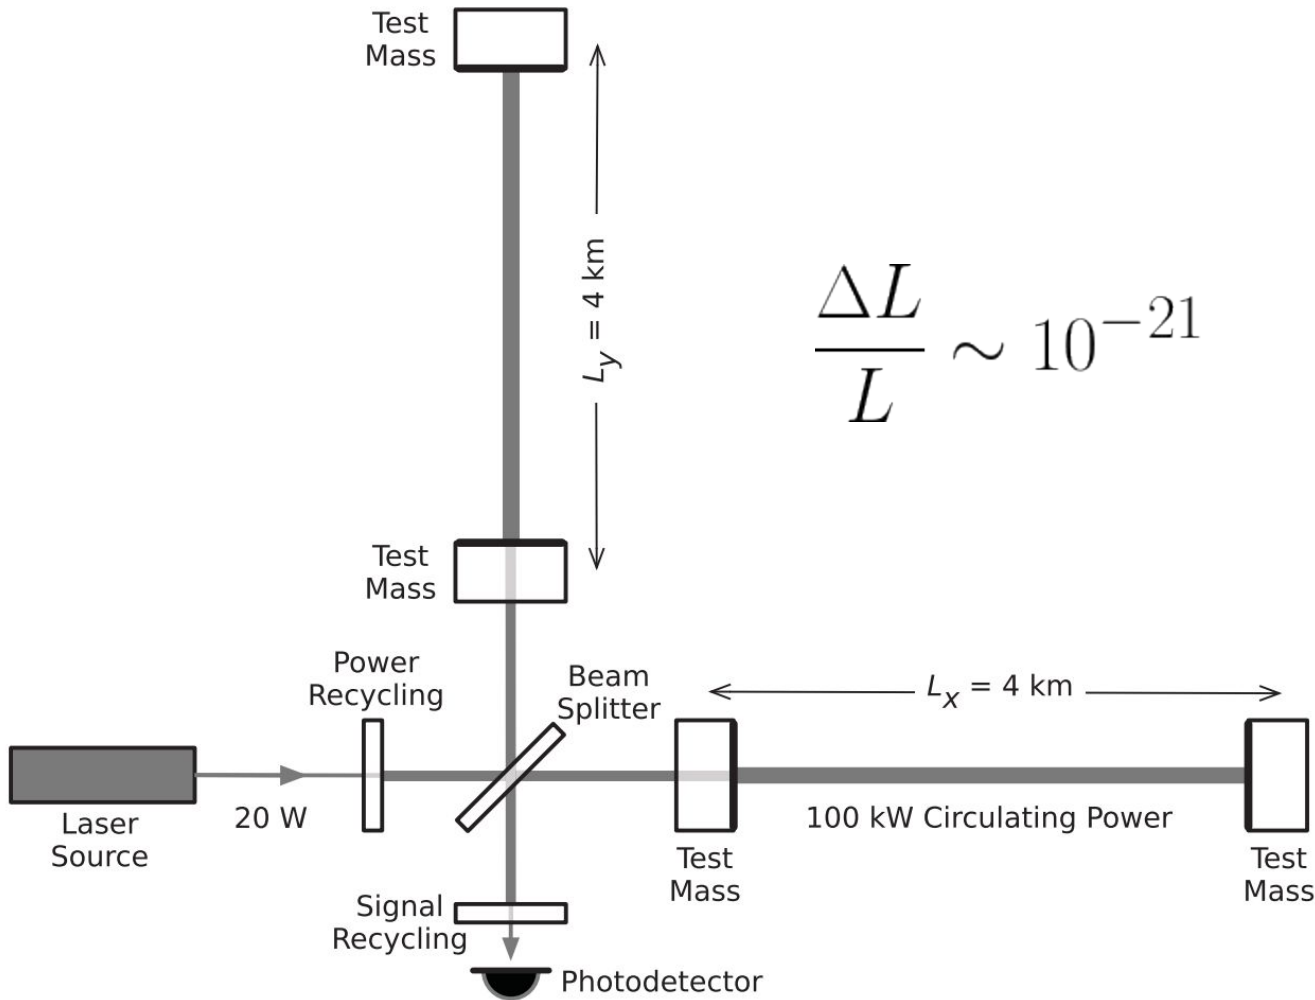 Test
Mass
L_y = 4 km
ΔL/L ∼ 10^−21
Test
Mass
Power
Recycling
Beam
Splitter
L_x = 4 km
Laser
Source
20 W
100 kW Circulating Power
Test
Mass
Test
Mass
Signal
Recycling
Photodetector